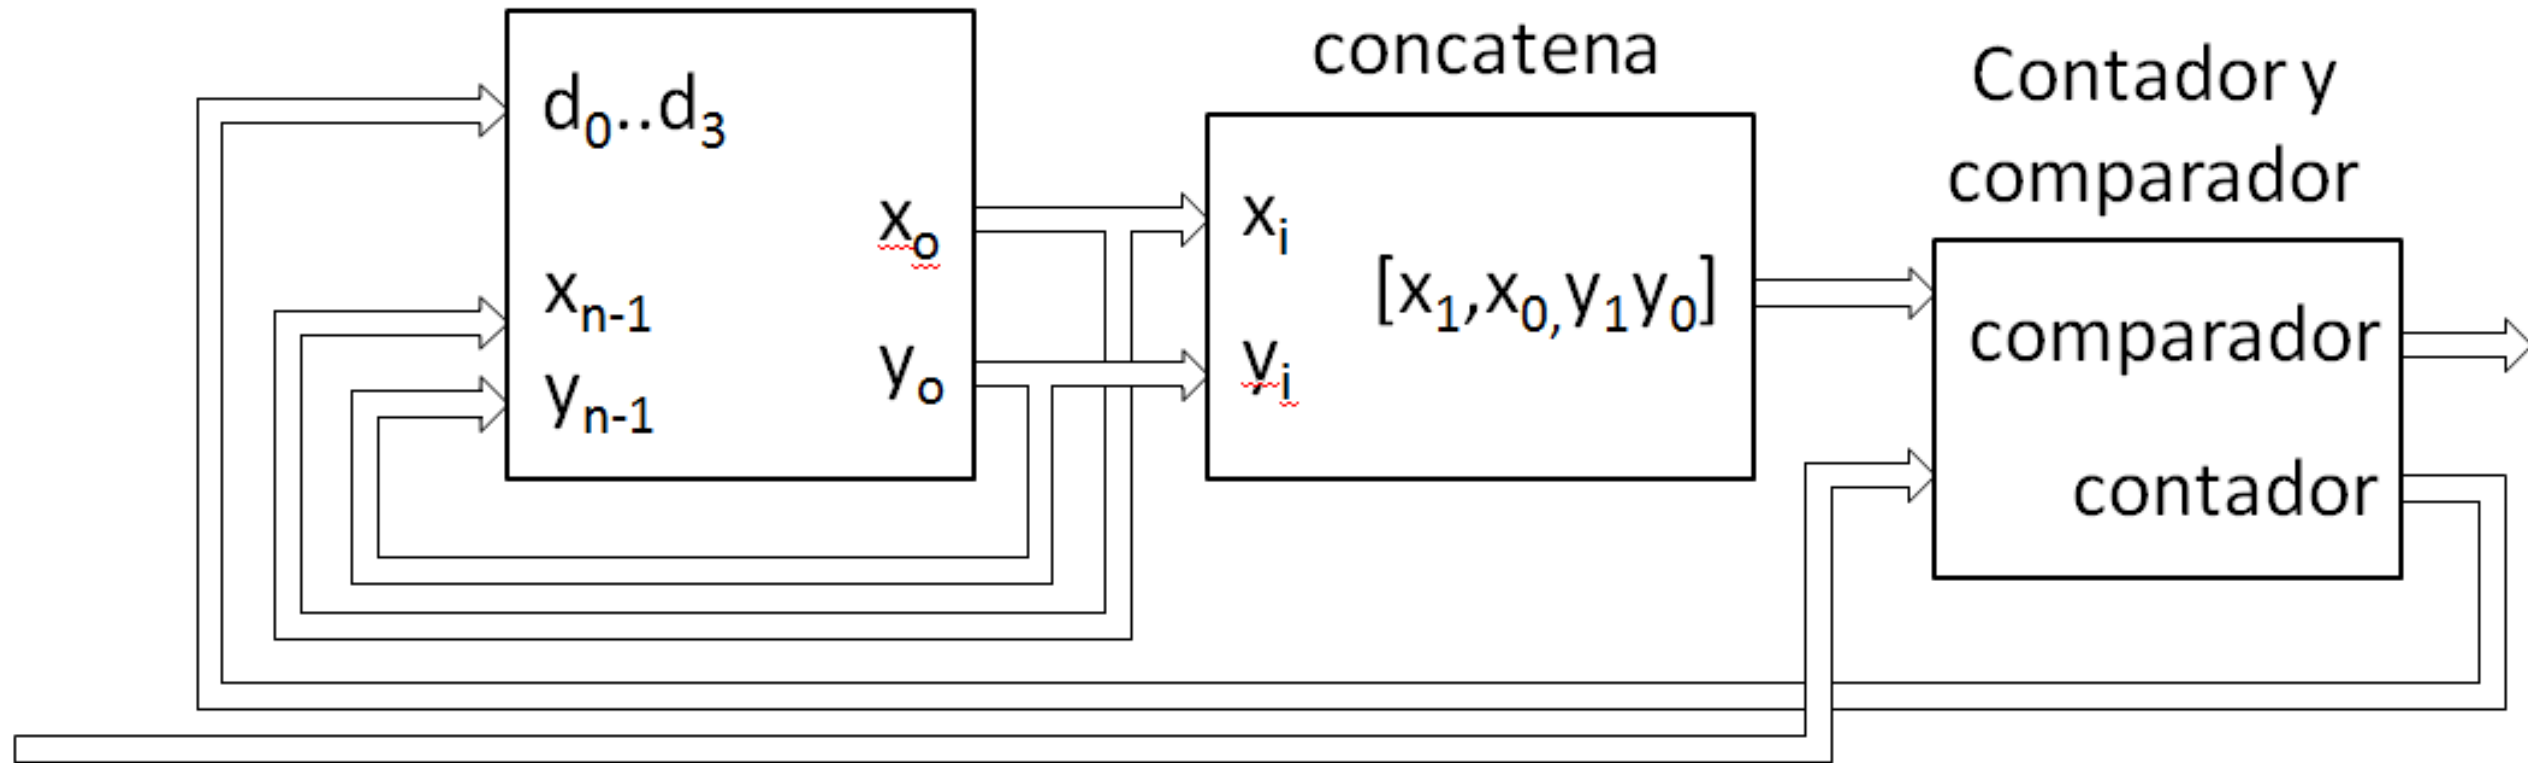 d₀..d₃
xₙ₋₁
yₙ₋₁
xₒ
yₒ
concatena
xᵢ
yᵢ
[x₁,x₀,y₁y₀]
Contador y
comparador
comparador
contador